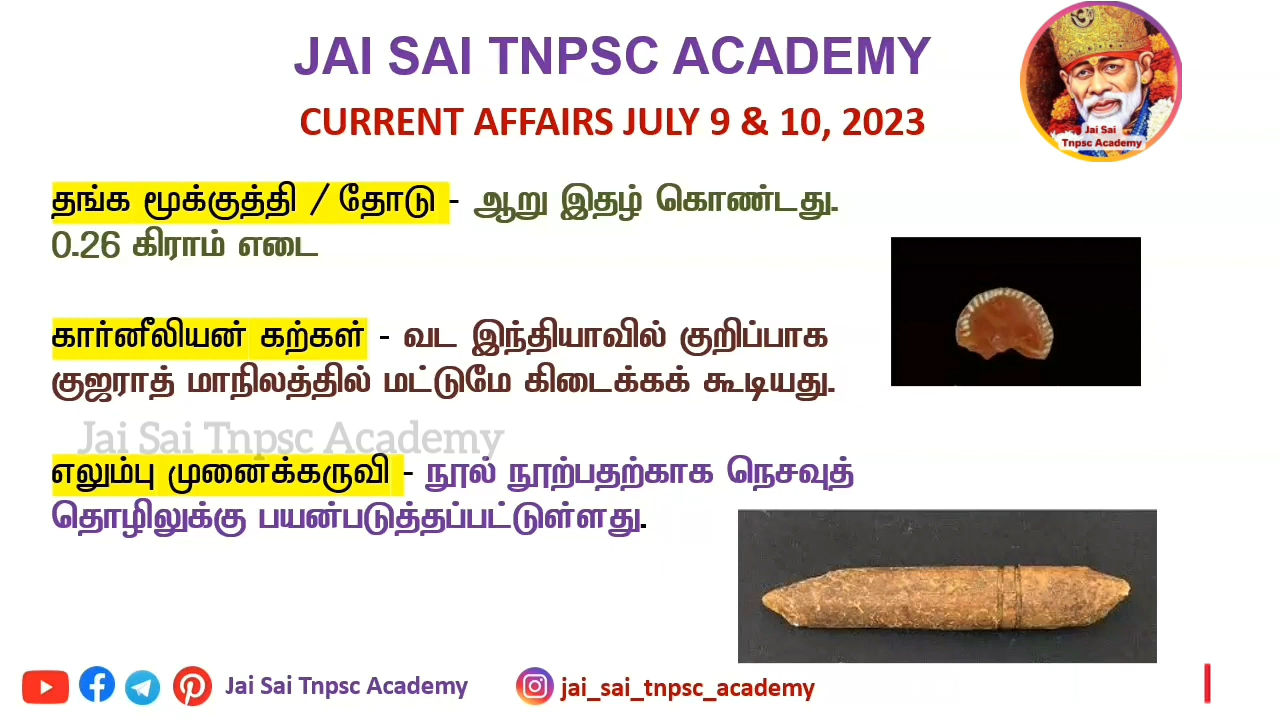 JAI SAI TNPSC ACADEMY
CURRENT AFFAIRS JULY 9 & 10, 2023
Jai Sai
Tnpsc Academy
தங்க மூக்குத்தி / தோடு - ஆறு இதழ் கொண்டது.
0.26 கிராம் எடை
கார்னீலியன் கற்கள் - வட இந்தியாவில் குறிப்பாக
குஜராத் மாநிலத்தில் மட்டுமே கிடைக்கக் கூடியது.
Jai Sai Tnpsc Academy
எலும்பு முனைக்கருவி - நூல் நூற்பதற்காக நெசவுத்
தொழிலுக்கு பயன்படுத்தப்பட்டுள்ளது.
Jai Sai Tnpsc Academy
jai_sai_tnpsc_academy